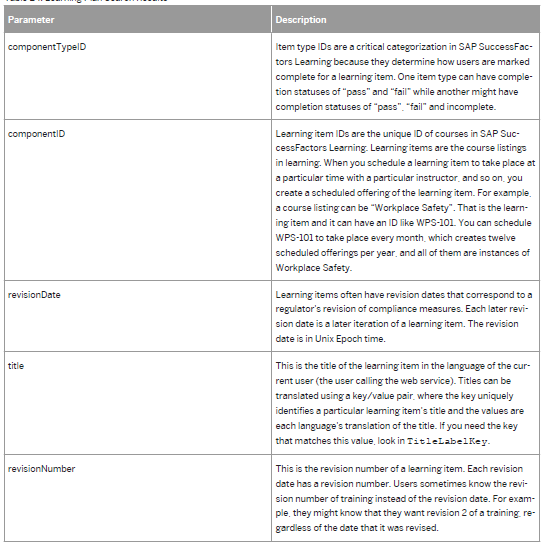 Parameter
Description
componentTypeID
Item type IDs are a critical categorization in SAP SuccessFac-
tors Learning because they determine how users are marked
complete for a learning item. One item type can have comple-
tion statuses of "pass" and "fail" while another might have
completion statuses of "pass", "fail" and incomplete.
componentID
Learning item IDs are the unique ID of courses in SAP Suc-
cessFactors Learning. Learning items are the course listings
in learning. When you schedule a learning item to take place at
a particular time with a particular instructor, and so on, you
create a scheduled offering of the learning item. For example,
a course listing can be "Workplace Safety". That is the learn-
ing item and it can have an ID like WPS-101. You can schedule
WPS-101 to take place every month, which creates twelve
scheduled offerings per year, and all of them are instances of
Workplace Safety.
revisionDate
Learning items often have revision dates that correspond to a
regulator's revision of compliance measures. Each later revi-
sion date is a later iteration of a learning item. The revision
date is in Unix Epoch time.
title
This is the title of the learning item in the language of the cur-
rent user (the user calling the web service). Titles can be
translated using a key/value pair, where the key uniquely
identifies a particular learning item's title and the values are
each language's translation of the title. If you need the key
that matches this value, look in TitleLabelKey.
revisionNumber
This is the revision number of a learning item. Each revision
date has a revision number. Users sometimes know the revi-
sion number of training instead of the revision date. For exam-
ple, they might know that they want revision 2 of a training, re-
gardless of the date that it was revised.